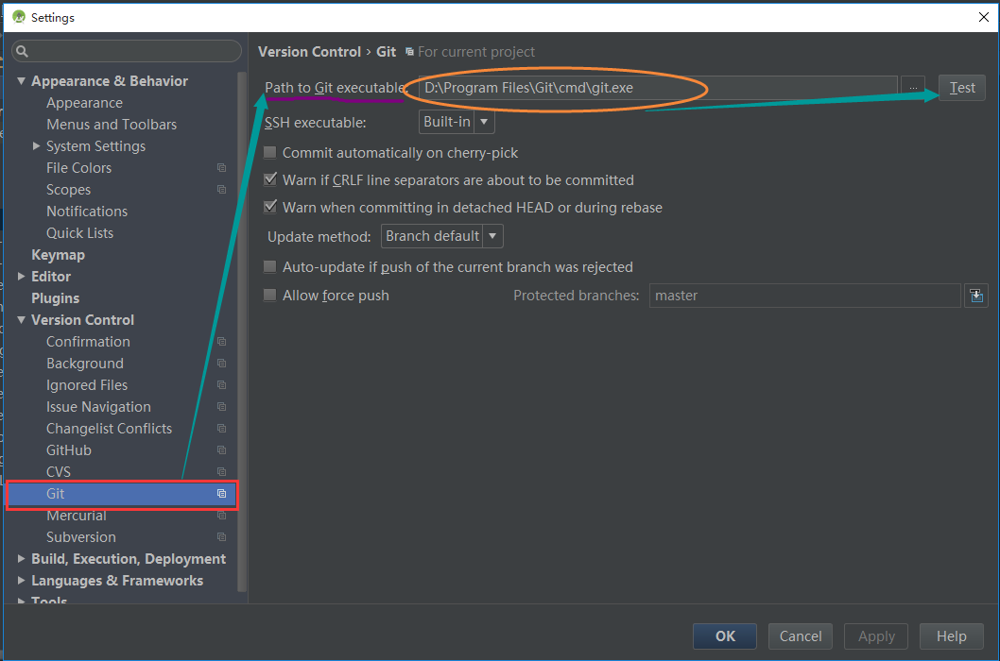 Settings
Appearance & Behavior
Appearance
Menus and Toolbars
System Settings
File Colors
Scopes
Notifications
Quick Lists
Keymap
Editor
Plugins
Version Control
Confirmation
Background
Ignored Files
Issue Navigation
Changelist Conflicts
GitHub
CVS
Git
Mercurial
Subversion
Build, Execution, Deployment
Languages & Frameworks
Tools
Version Control › Git For current project
Path to Git executable: D:\Program Files\Git\cmd\git.exe ... Test
SSH executable: Built-in
Commit automatically on cherry-pick
Warn if CRLF line separators are about to be committed
Warn when committing in detached HEAD or during rebase
Update method: Branch default
Auto-update if push of the current branch was rejected
Allow force push Protected branches: master
OK Cancel Apply Help